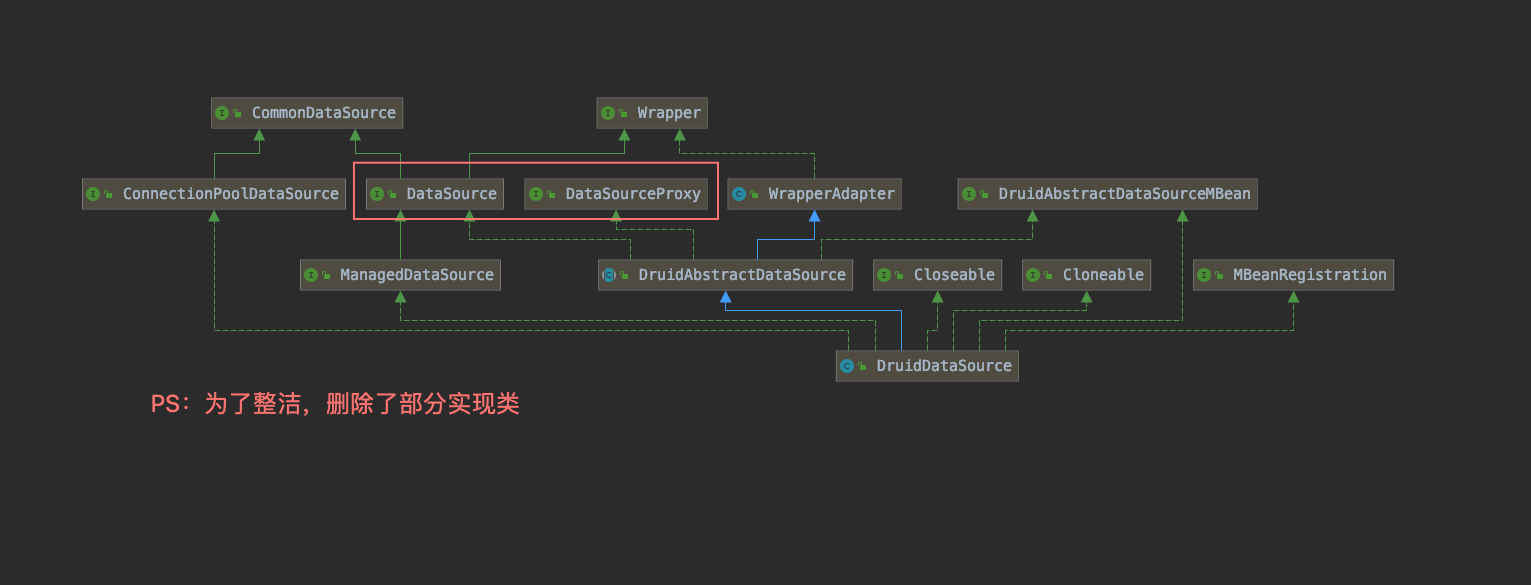 CommonDataSource
Wrapper
ConnectionPoolDataSource
DataSource
DataSourceProxy
WrapperAdapter
DruidAbstractDataSourceMBean
ManagedDataSource
DruidAbstractDataSource
Closeable
Cloneable
MBeanRegistration
DruidDataSource
PS：为了整洁，删除了部分实现类